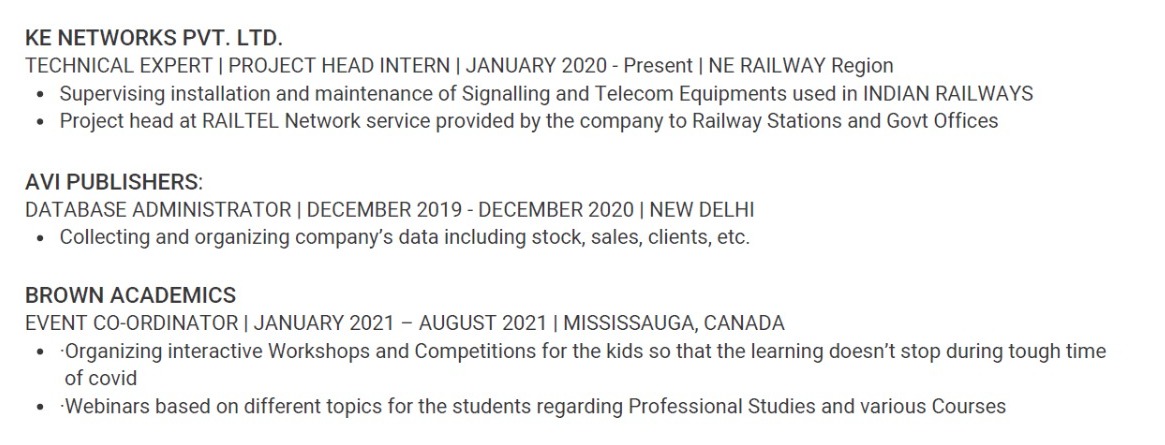 KE NETWORKS PVT. LTD.
TECHNICAL EXPERT | PROJECT HEAD INTERN | JANUARY 2020 - Present | NE RAILWAY Region
• Supervising installation and maintenance of Signalling and Telecom Equipments used in INDIAN RAILWAYS
• Project head at RAILTEL Network service provided by the company to Railway Stations and Govt Offices
AVI PUBLISHERS:
DATABASE ADMINISTRATOR | DECEMBER 2019 - DECEMBER 2020 | NEW DELHI
• Collecting and organizing company’s data including stock, sales, clients, etc.
BROWN ACADEMICS
EVENT CO-ORDINATOR | JANUARY 2021 – AUGUST 2021 | MISSISSAUGA, CANADA
• ·Organizing interactive Workshops and Competitions for the kids so that the learning doesn’t stop during tough time
of covid
• ·Webinars based on different topics for the students regarding Professional Studies and various Courses